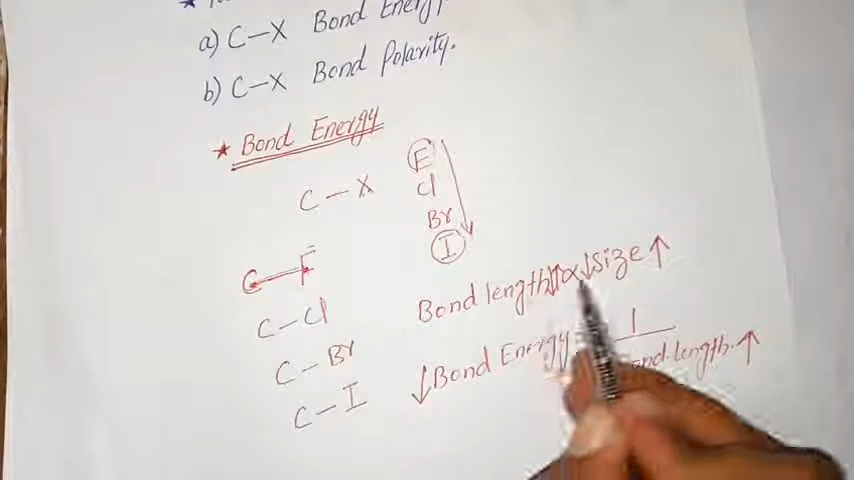 a) C-X Bond Energy
b) C-X Bond Polarity.
★ Bond Energy
C-X
F
Cl
Br
I
C-F
C-Cl
C-Br
C-I
Bond length↓↑ ∝ ↓Size ↑
↓Bond Energy 1
Bond length. ↑